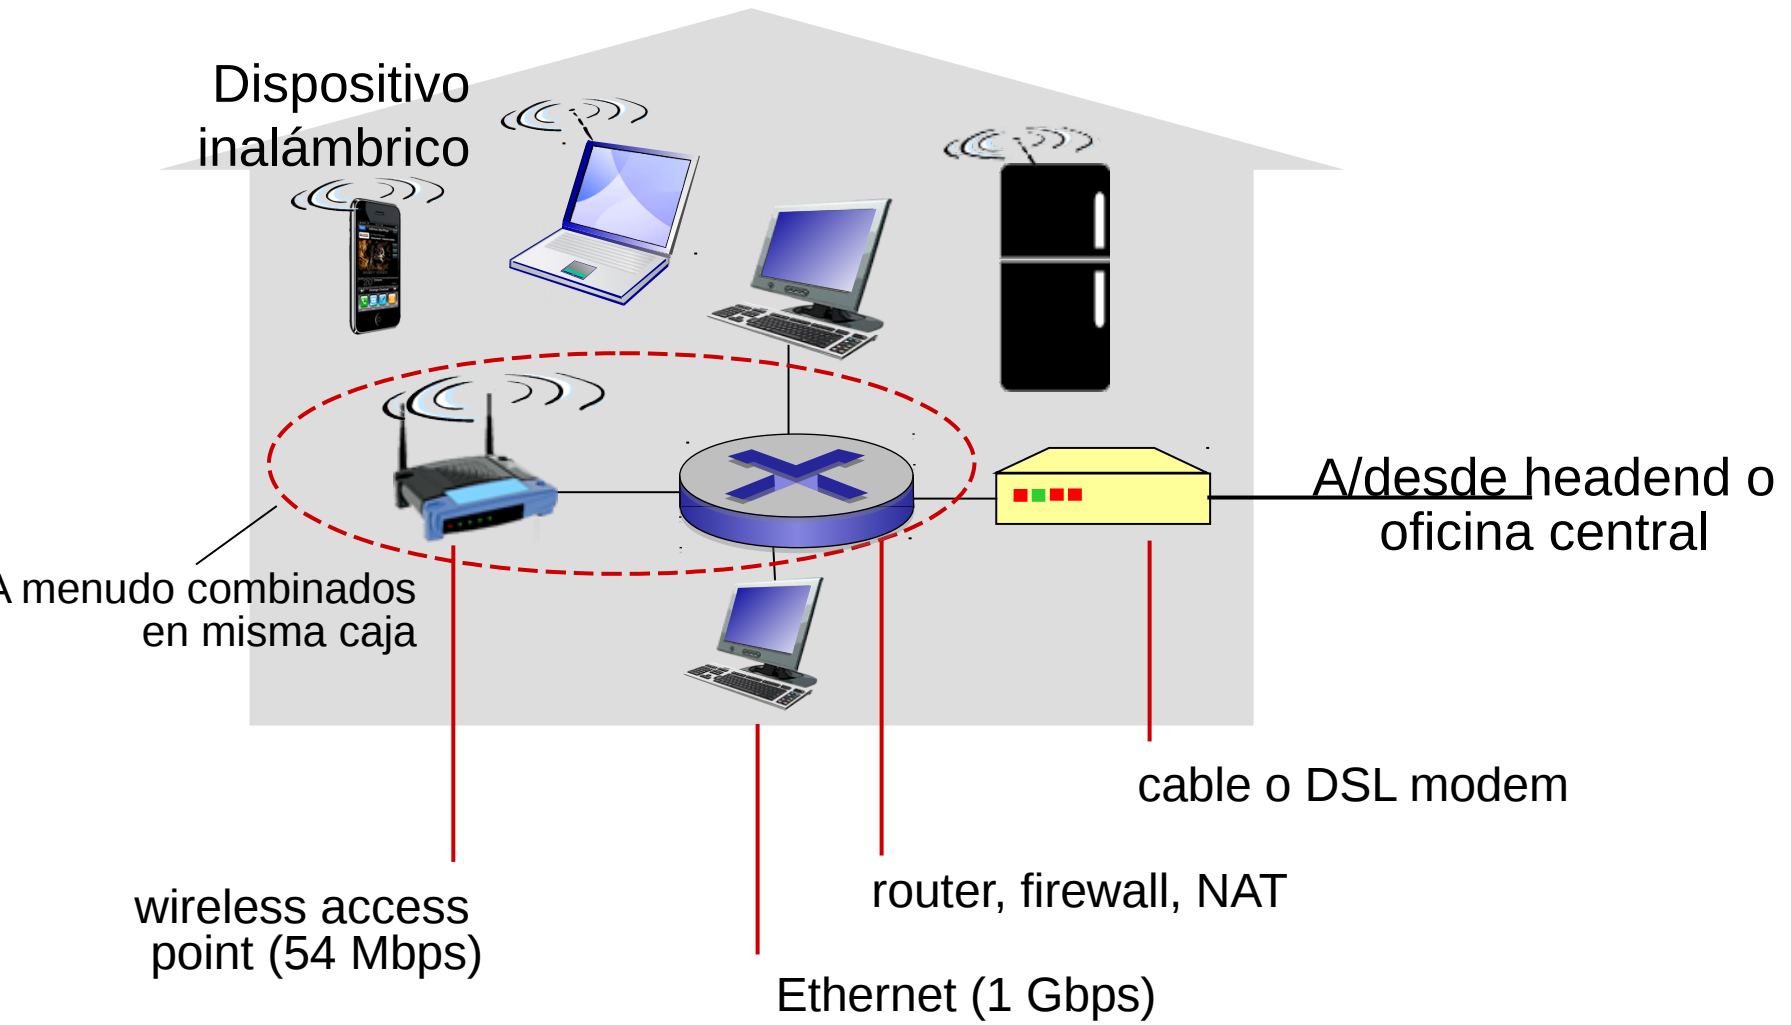 Dispositivo
inalámbrico
A/desde headend o
oficina central
A menudo combinados
en misma caja
cable o DSL modem
router, firewall, NAT
wireless access
point (54 Mbps)
Ethernet (1 Gbps)